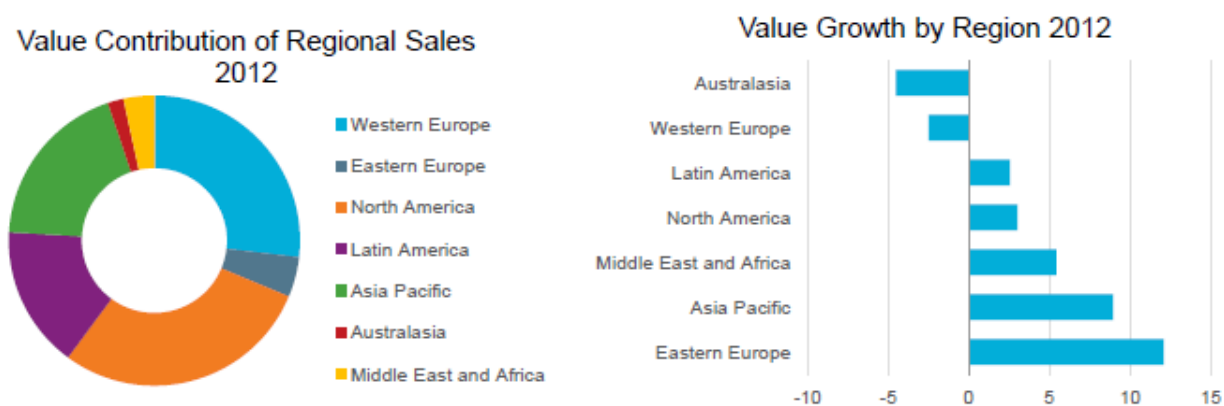 Value Contribution of Regional Sales
2012
Western Europe
Eastern Europe
North America
Latin America
Asia Pacific
Australasia
Middle East and Africa
Value Growth by Region 2012
Australasia
Western Europe
Latin America
North America
Middle East and Africa
Asia Pacific
Eastern Europe
-10 -5 0 5 10 15